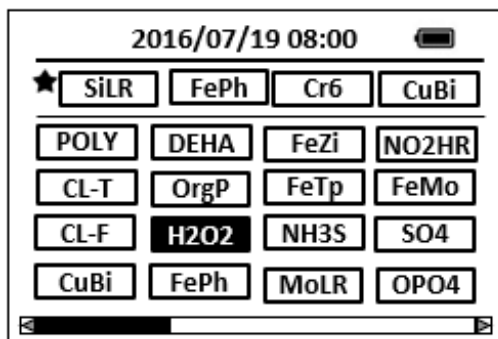 2016/07/19 08:00
SiLR FePh Cr6 CuBi
POLY DEHA FeZi NO2HR
CL-T OrgP FeTp FeMo
CL-F H2O2 NH3S SO4
CuBi FePh MoLR OPO4